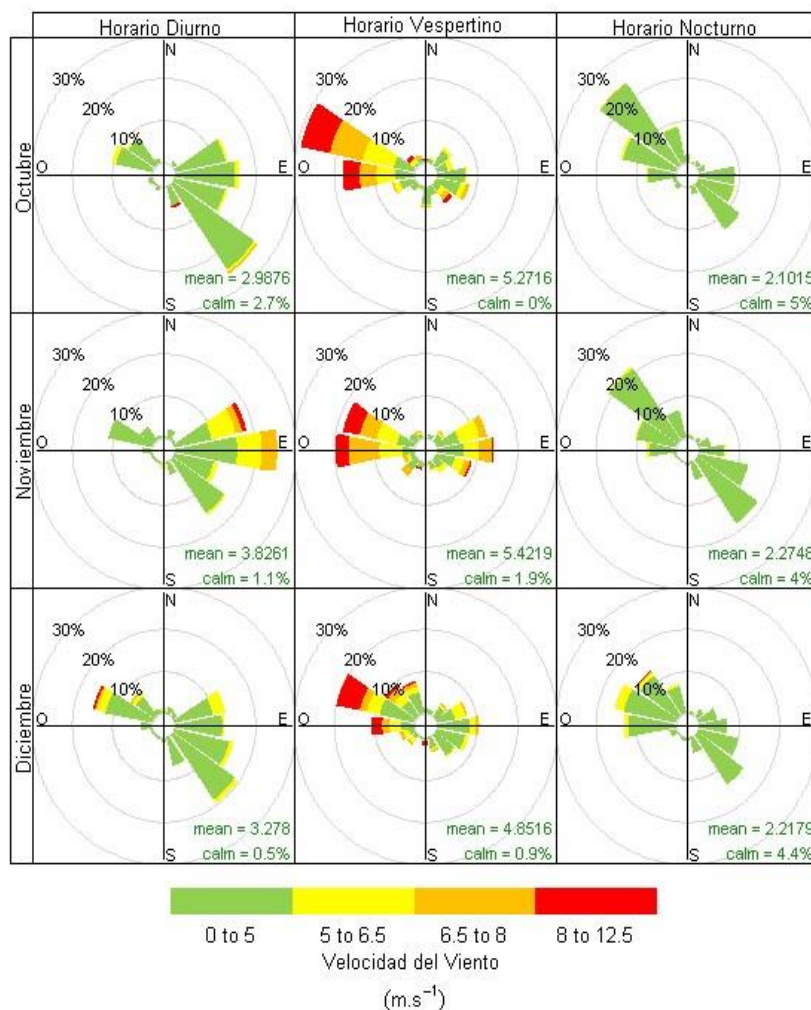 Horario Diurno Horario Vespertino Horario Nocturno
Octubre
N
30%
20%
10%
O E
S
mean = 2.9876
calm = 2.7%
N
30%
20%
10%
O E
S
mean = 5.2716
calm = 0%
N
30%
20%
10%
O E
S
mean = 2.1015
calm = 5%
Noviembre
N
30%
20%
10%
O E
S
mean = 3.8261
calm = 1.1%
N
30%
20%
10%
O E
S
mean = 5.4219
calm = 1.9%
N
30%
20%
10%
O E
S
mean = 2.2748
calm = 4%
Diciembre
N
30%
20%
10%
O E
S
mean = 3.278
calm = 0.5%
N
30%
20%
10%
O E
S
mean = 4.8516
calm = 0.9%
N
30%
20%
10%
O E
S
mean = 2.2179
calm = 4.4%
0 to 5 5 to 6.5 6.5 to 8 8 to 12.5
Velocidad del Viento
(m.s⁻¹)